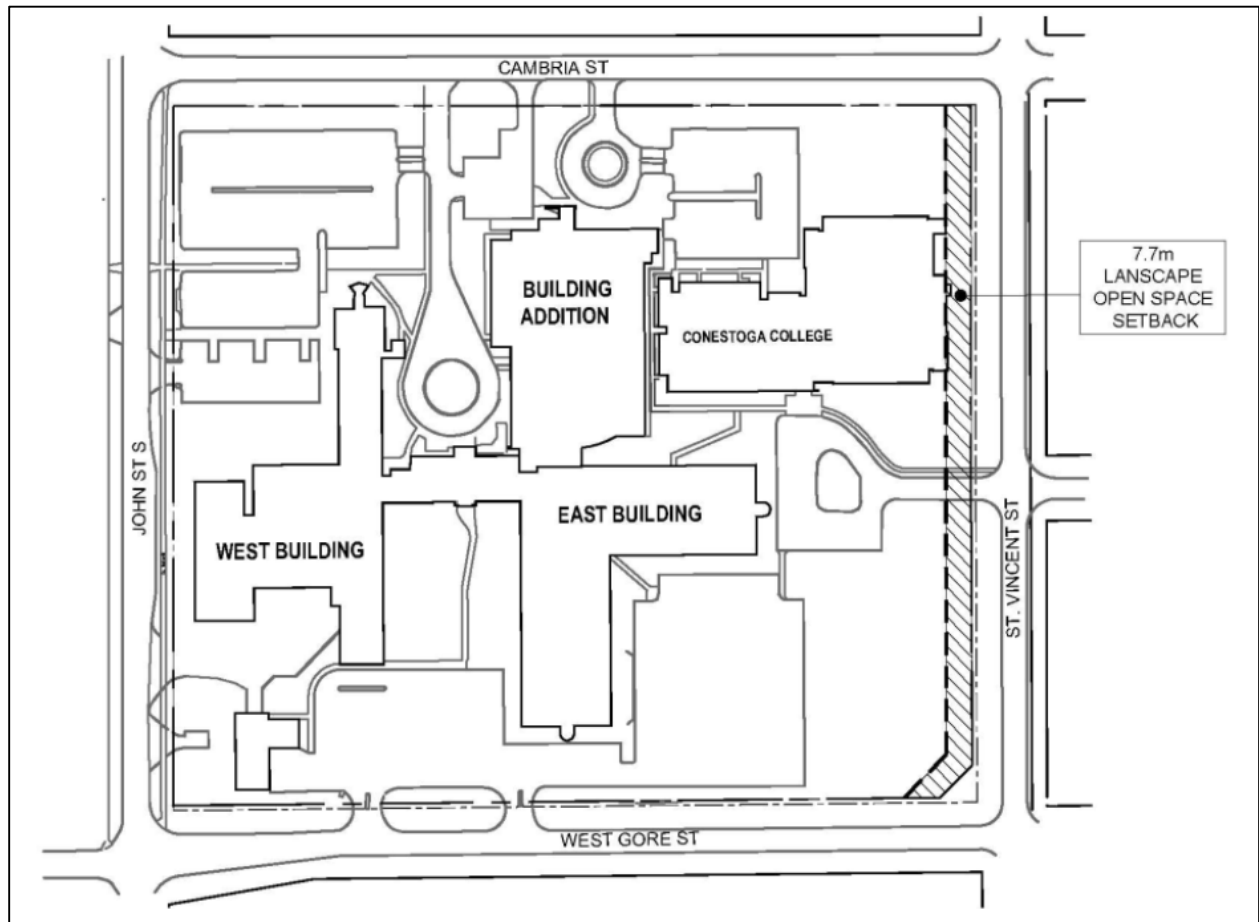 CAMBRIA ST
7.7m
LANSCAPE
OPEN SPACE
SETBACK
BUILDING
ADDITION
CONESTOGA COLLEGE
JOHN ST S
EAST BUILDING
WEST BUILDING
ST. VINCENT ST
WEST GORE ST